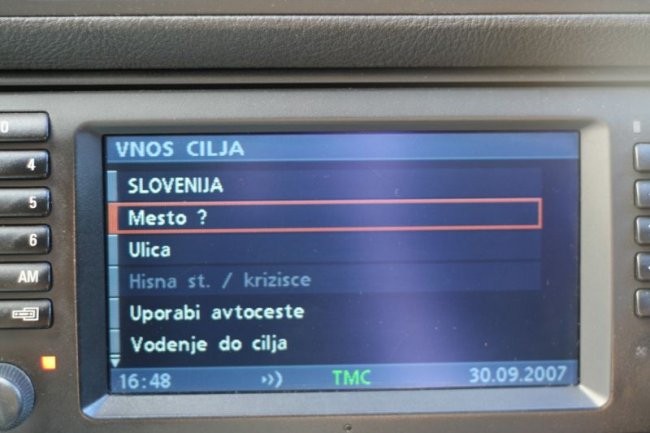 VNOS CILJA
SLOVENIJA
Mesto ?
Ulica
Hisna st. / krizisce
Uporabi avtoceste
Vodenje do cilja
16:48 TMC 30.09.2007
4
5
6
AM